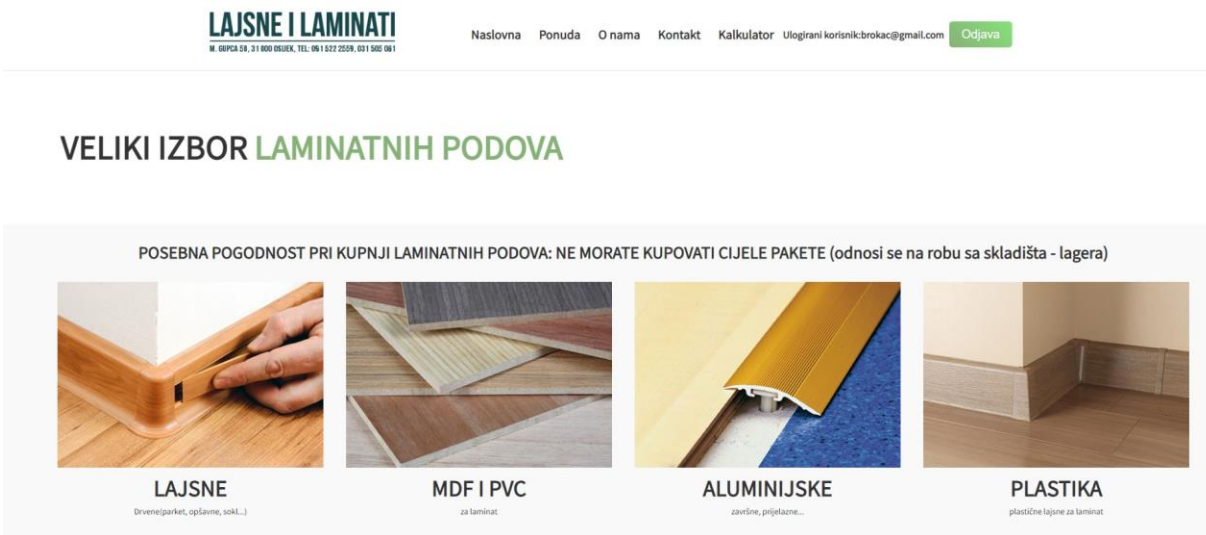 LAJSNE I LAMINATI
M. GUPCA 58, 31 000 OSIJEK, TEL: 051 522 2559, 031 505 061
Naslovna Ponuda O nama Kontakt Kalkulator Ulogirani korisnik:brokac@gmail.com Odjava
VELIKI IZBOR LAMINATNIH PODOVA
POSEBNA POGODNOST PRI KUPNJI LAMINATNIH PODOVA: NE MORATE KUPOVATI CIJELE PAKETE (odnosi se na robu sa skladišta - lagera)
LAJSNE MDF I PVC ALUMINIJSKE PLASTIKA
Drvene(parket, opšavne, sokl...) za laminat završne, prijelazne... plastične lajsne za laminat